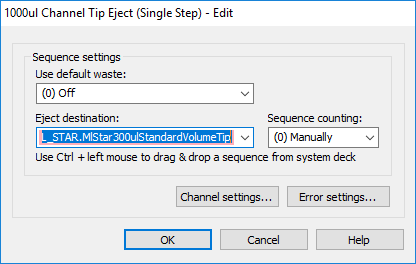 1000ul Channel Tip Eject (Single Step) - Edit
Sequence settings
Use default waste:
(0) Off
Eject destination:
Sequence counting:
L_STAR.MlStar300ulStandardVolumeTip
(0) Manually
Use Ctrl + left mouse to drag & drop a sequence from system deck
Channel settings...
Error settings...
OK
Cancel
Help